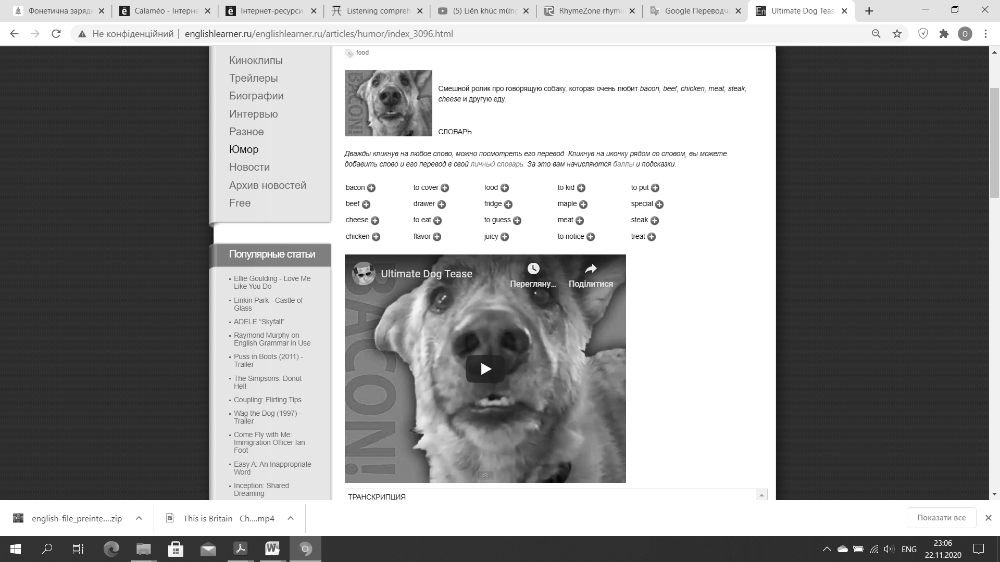 Фонетична заряд
Calaméo - Інтерне
Інтернет-ресурси
Listening compreh
(5) Liên khúc mừng
RhymeZone rhymi
Google Переводч
Ultimate Dog Teas
Не конфіденційний
englishlearner.ru/englishlearner.ru/articles/humor/index_3096.html
O
Киноклипы
Трейлеры
Биографии
Интервью
Разное
Юмор
Новости
Архив новостей
Free
Популярные статьи
Ellie Goulding - Love Me
Like You Do
Linkin Park - Castle of
Glass
ADELE “Skyfall”
Raymond Murphy on
English Grammar in Use
Puss in Boots (2011) -
Trailer
The Simpsons: Donut
Hell
Coupling: Flirting Tips
Wag the Dog (1997) -
Trailer
Come Fly with Me:
Immigration Officer Ian
Foot
Easy A: An Inappropriate
Word
Inception: Shared
Dreaming
food
BACON!
Смешной ролик про говорящую собаку, которая очень любит bacon, beef, chicken, meat, steak,
cheese и другую еду.
СЛОВАРЬ
Дважды кликнув на любое слово, можно посмотреть его перевод. Кликнув на иконку рядом со словом, вы можете
добавить слово и его перевод в свой личный словарь. За это вам начисляются баллы и подсказки.
bacon to cover food to kid to put
beef drawer fridge maple special
cheese to eat to guess meat steak
chicken flavor juicy to notice treat
Ultimate Dog Tease
Перегляну...
Поділитися
BACON!
ТРАНСКРИПЦИЯ
english-file_preinte....zip
This is Britain Ch....mp4
Показати все
ENG
23:06
22.11.2020